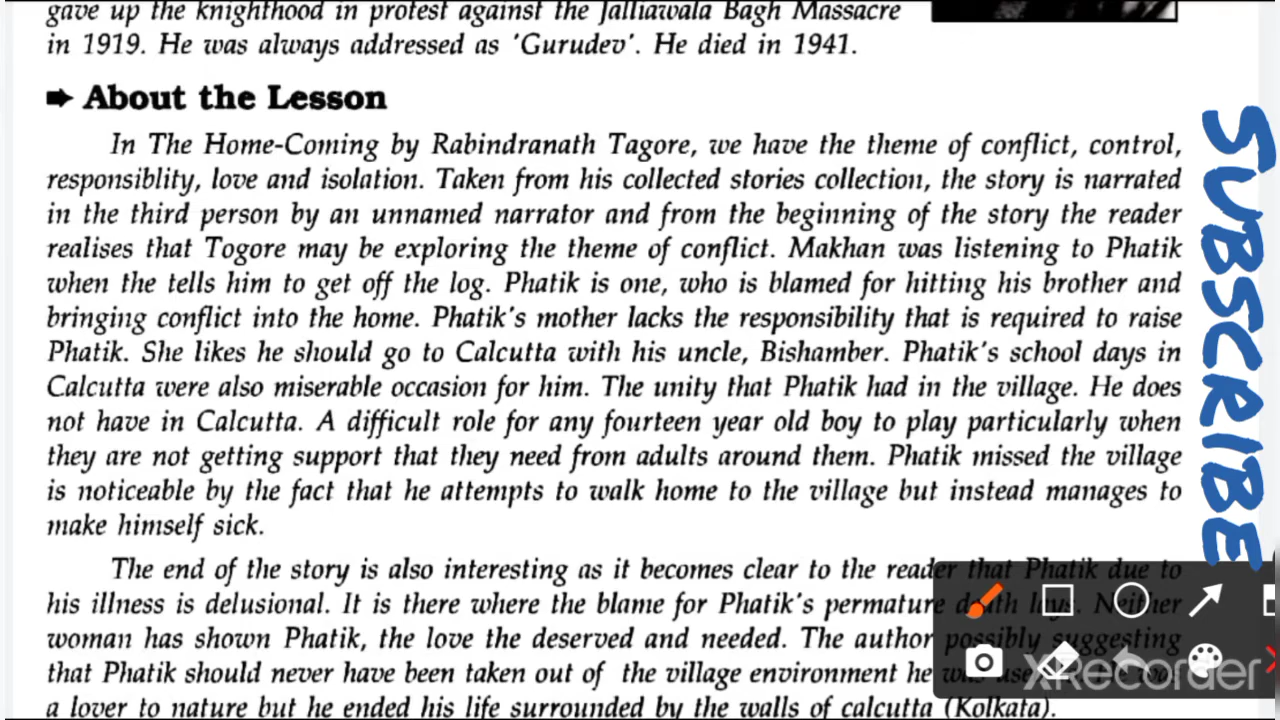 gave up the knighthood in protest against the Jalliawala Bagh Massacre
in 1919. He was always addressed as 'Gurudev'. He died in 1941.
➨ About the Lesson
In The Home-Coming by Rabindranath Tagore, we have the theme of conflict, control,
responsiblity, love and isolation. Taken from his collected stories collection, the story is narrated
in the third person by an unnamed narrator and from the beginning of the story the reader
realises that Togore may be exploring the theme of conflict. Makhan was listening to Phatik
when the tells him to get off the log. Phatik is one, who is blamed for hitting his brother and
bringing conflict into the home. Phatik's mother lacks the responsibility that is required to raise
Phatik. She likes he should go to Calcutta with his uncle, Bishamber. Phatik's school days in
Calcutta were also miserable occasion for him. The unity that Phatik had in the village. He does
not have in Calcutta. A difficult role for any fourteen year old boy to play particularly when
they are not getting support that they need from adults around them. Phatik missed the village
is noticeable by the fact that he attempts to walk home to the village but instead manages to
make himself sick.
The end of the story is also interesting as it becomes clear to the reader that Phatik due to
his illness is delusional. It is there where the blame for Phatik's permature death lays. Neither
woman has shown Phatik, the love the deserved and needed. The author possibly suggesting
that Phatik should never have been taken out of the village environment he was
a lover to nature but he ended his life surrounded by the walls of calcutta (Kolkata).
SUBSCRIBE
XRecorder